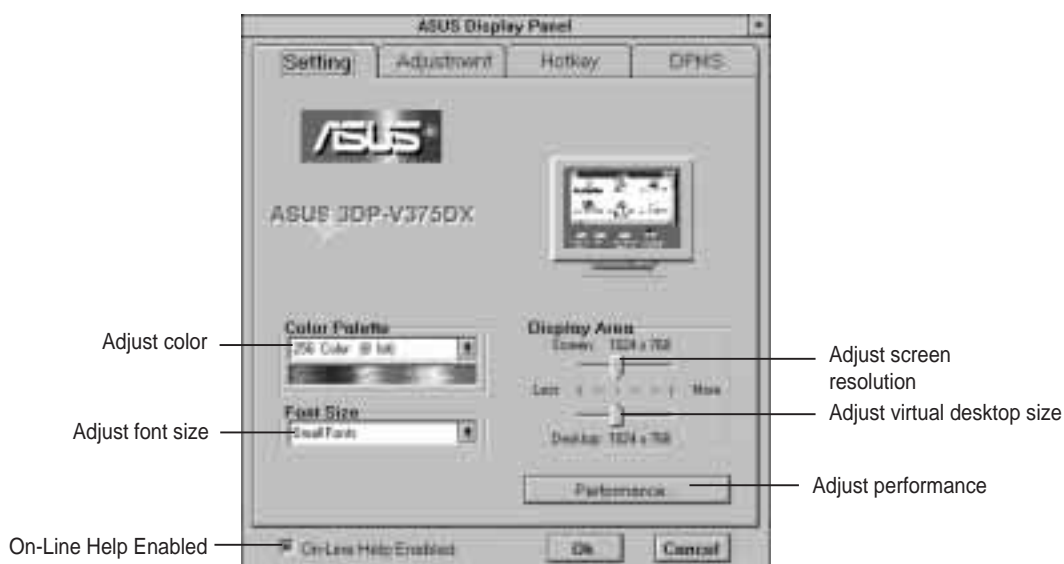 ASUS Display Panel
Setting Adjustment Hotkey DPMS
ASUS
ASUS 3DP-V375DX
Adjust color
Color Palette
256 Color (8 bit)
Font Size
Adjust font size
Small Fonts
Display Area
Screen: 1024 x 768
Less More
Desktop: 1024 x 768
Adjust screen
resolution
Adjust virtual desktop size
Performance...
Adjust performance
On-Line Help Enabled
On-Line Help Enabled
Ok Cancel